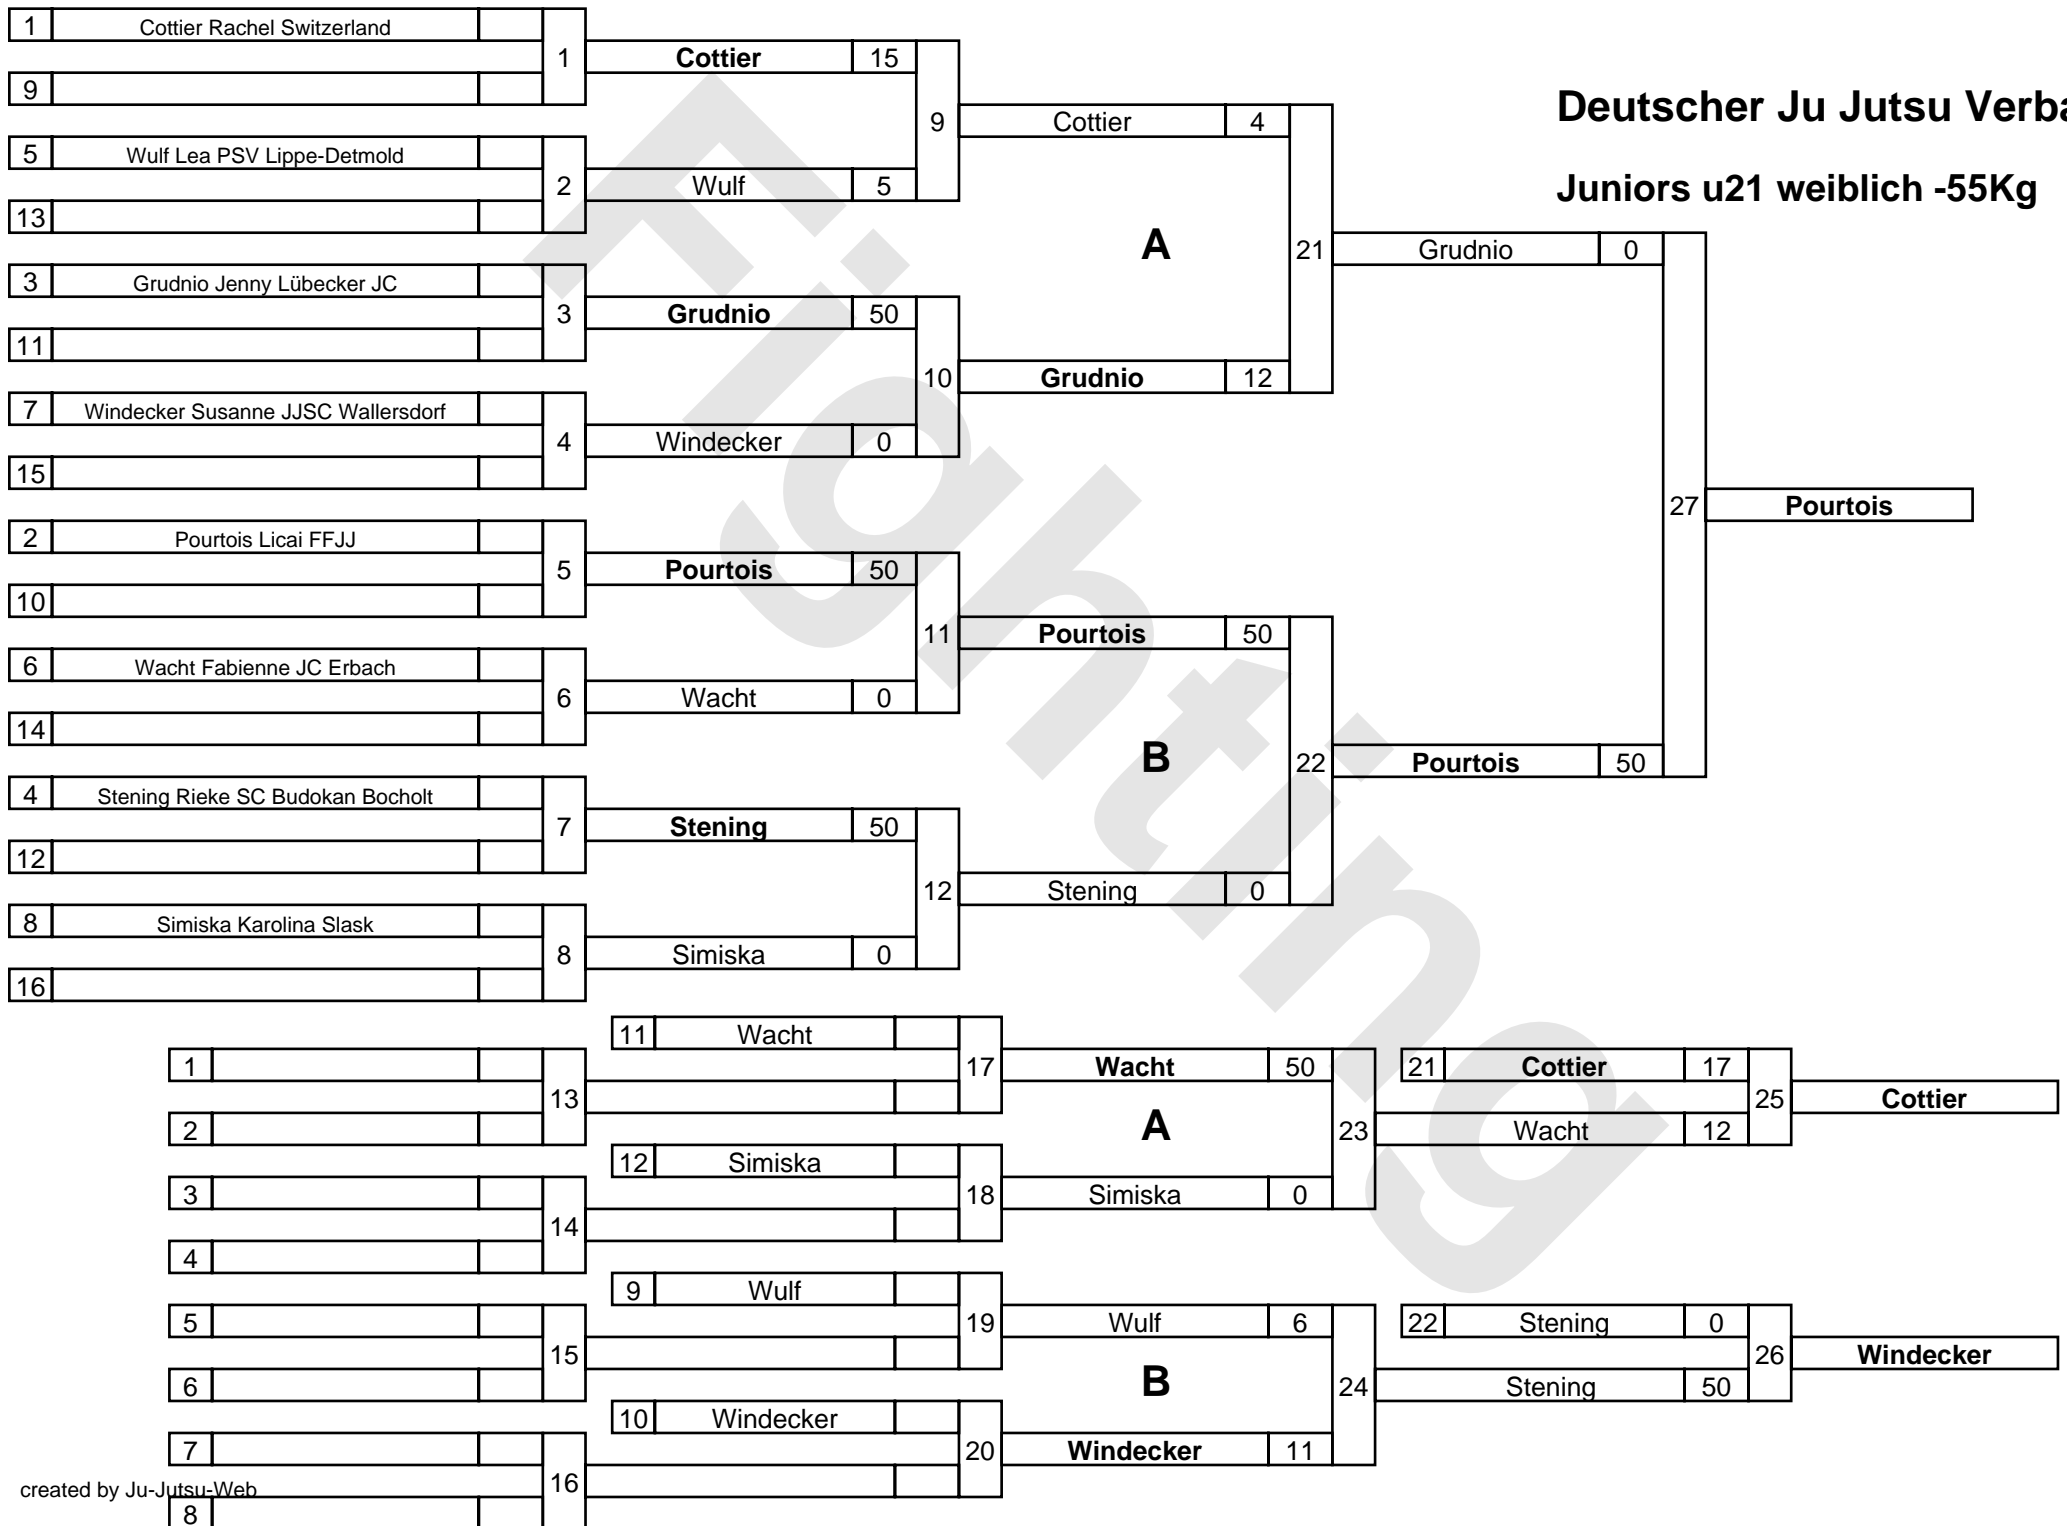 Deutscher Ju Jutsu Verba
Juniors u21 weiblich -55Kg
1 Cottier Rachel Switzerland
9
1
5 Wulf Lea PSV Lippe-Detmold
13
2
3 Grudnio Jenny Lübecker JC
11
3
7 Windecker Susanne JJSC Wallersdorf
15
4
2 Pourtois Licai FFJJ
10
5
6 Wacht Fabienne JC Erbach
14
6
4 Stening Rieke SC Budokan Bocholt
12
7
8 Simiska Karolina Slask
16
8
Cottier 15
Wulf 5
9
Grudnio 50
Windecker 0
10
Pourtois 50
Wacht 0
11
Stening 50
Simiska 0
12
Cottier 4
A
Grudnio 12
21
Pourtois 50
B
Stening 0
22
Grudnio 0
Pourtois 50
27
Pourtois
Fighting
1
2
13
3
4
14
5
6
15
7
8
16
11 Wacht
17
12 Simiska
18
9 Wulf
19
10 Windecker
20
Wacht 50
A
Simiska 0
23
Wulf 6
B
Windecker 11
24
21 Cottier 17
Wacht 12
25
Cottier
22 Stening 0
Stening 50
26
Windecker
created by Ju-Jutsu-Web